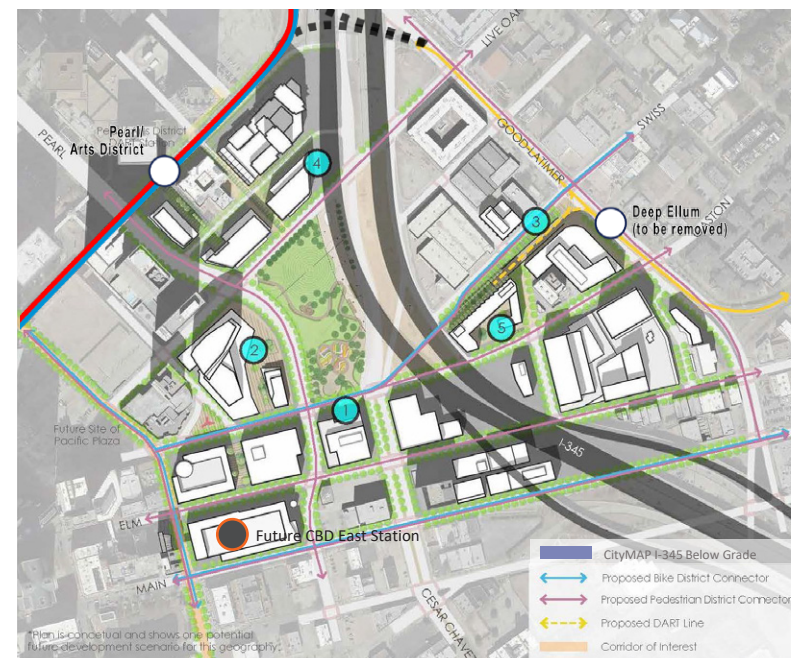 LIVE OAK
PEARL
Pearl/
Arts District
4
GOOD-LATIMER
SWISS
3
Deep Ellum
(to be removed)
GASTON
5
2
1
Future Site of
Pacific Plaza
I-345
ELM
Future CBD East Station
MAIN
CESAR CHAVEZ
*Plan is concetual and shows one potential
future development scenario for this geography.
CityMAP I-345 Below Grade
Proposed Bike District Connector
Proposed Pedestrian District Connector
Proposed DART Line
Corridor of Interest